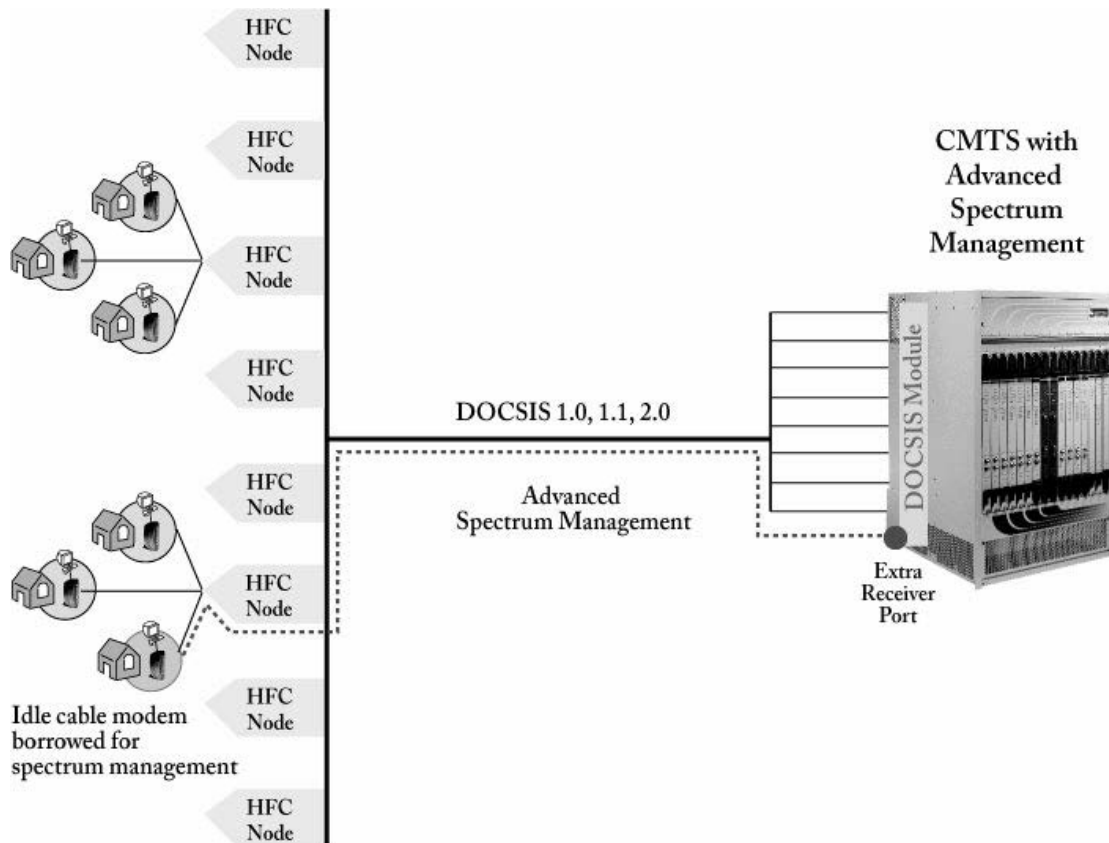 HFC
Node
HFC
Node
HFC
Node
HFC
Node
HFC
Node
HFC
Node
HFC
Node
HFC
Node
Idle cable modem
borrowed for
spectrum management
DOCSIS 1.0, 1.1, 2.0
Advanced
Spectrum Management
CMTS with
Advanced
Spectrum
Management
DOCSIS Module
Extra
Receiver
Port